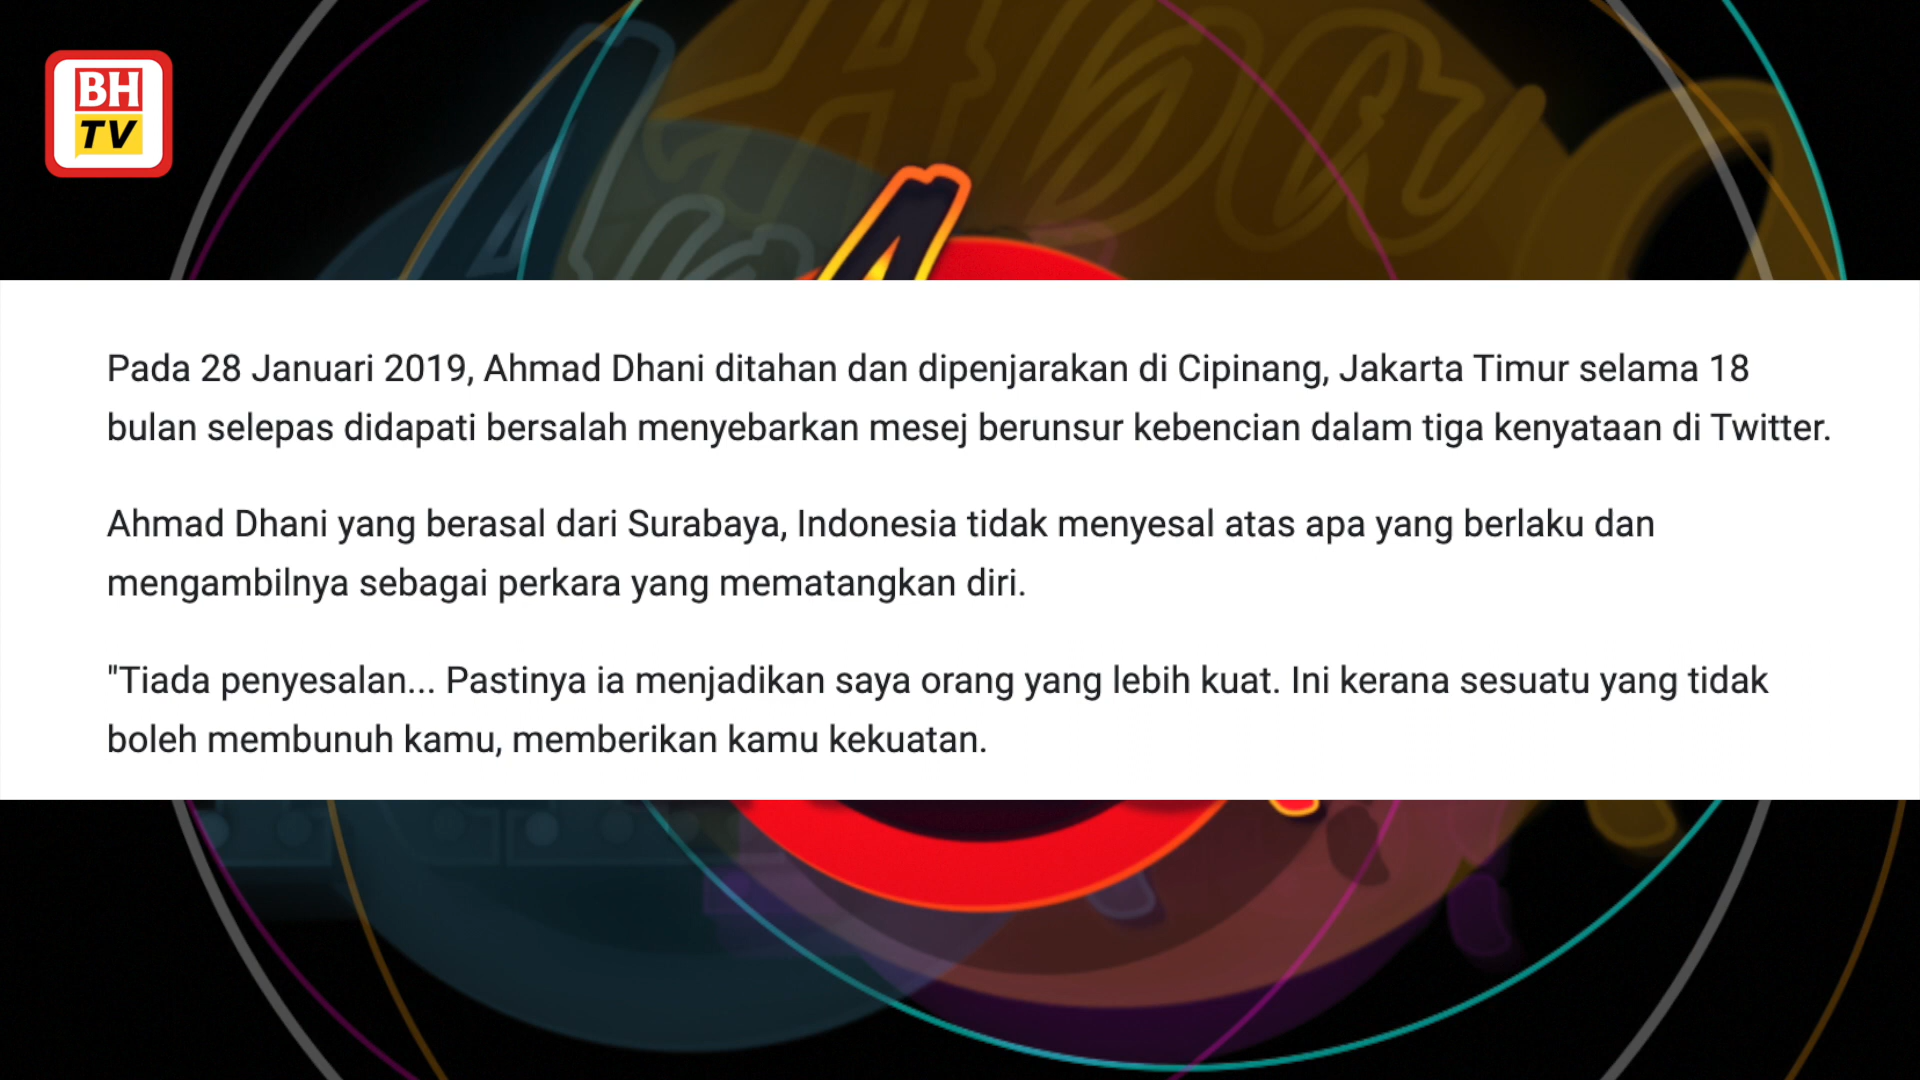 BH
TV
Pada 28 Januari 2019, Ahmad Dhani ditahan dan dipenjarakan di Cipinang, Jakarta Timur selama 18
bulan selepas didapati bersalah menyebarkan mesej berunsur kebencian dalam tiga kenyataan di Twitter.
Ahmad Dhani yang berasal dari Surabaya, Indonesia tidak menyesal atas apa yang berlaku dan
mengambilnya sebagai perkara yang mematangkan diri.
"Tiada penyesalan... Pastinya ia menjadikan saya orang yang lebih kuat. Ini kerana sesuatu yang tidak
boleh membunuh kamu, memberikan kamu kekuatan.